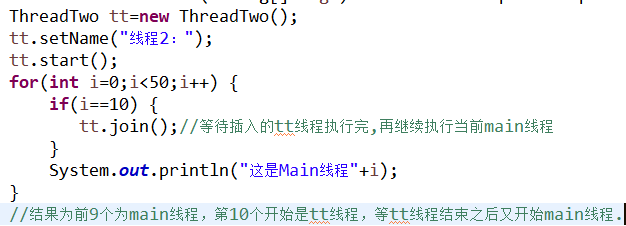 ThreadTwo tt=new ThreadTwo();
tt.setName("线程2：");
tt.start();
for(int i=0;i<50;i++) {
if(i==10) {
tt.join();//等待插入的tt线程执行完,再继续执行当前main线程
}
System.out.println("这是Main线程"+i);
}
//结果为前9个为main线程，第10个开始是tt线程，等tt线程结束之后又开始main线程.